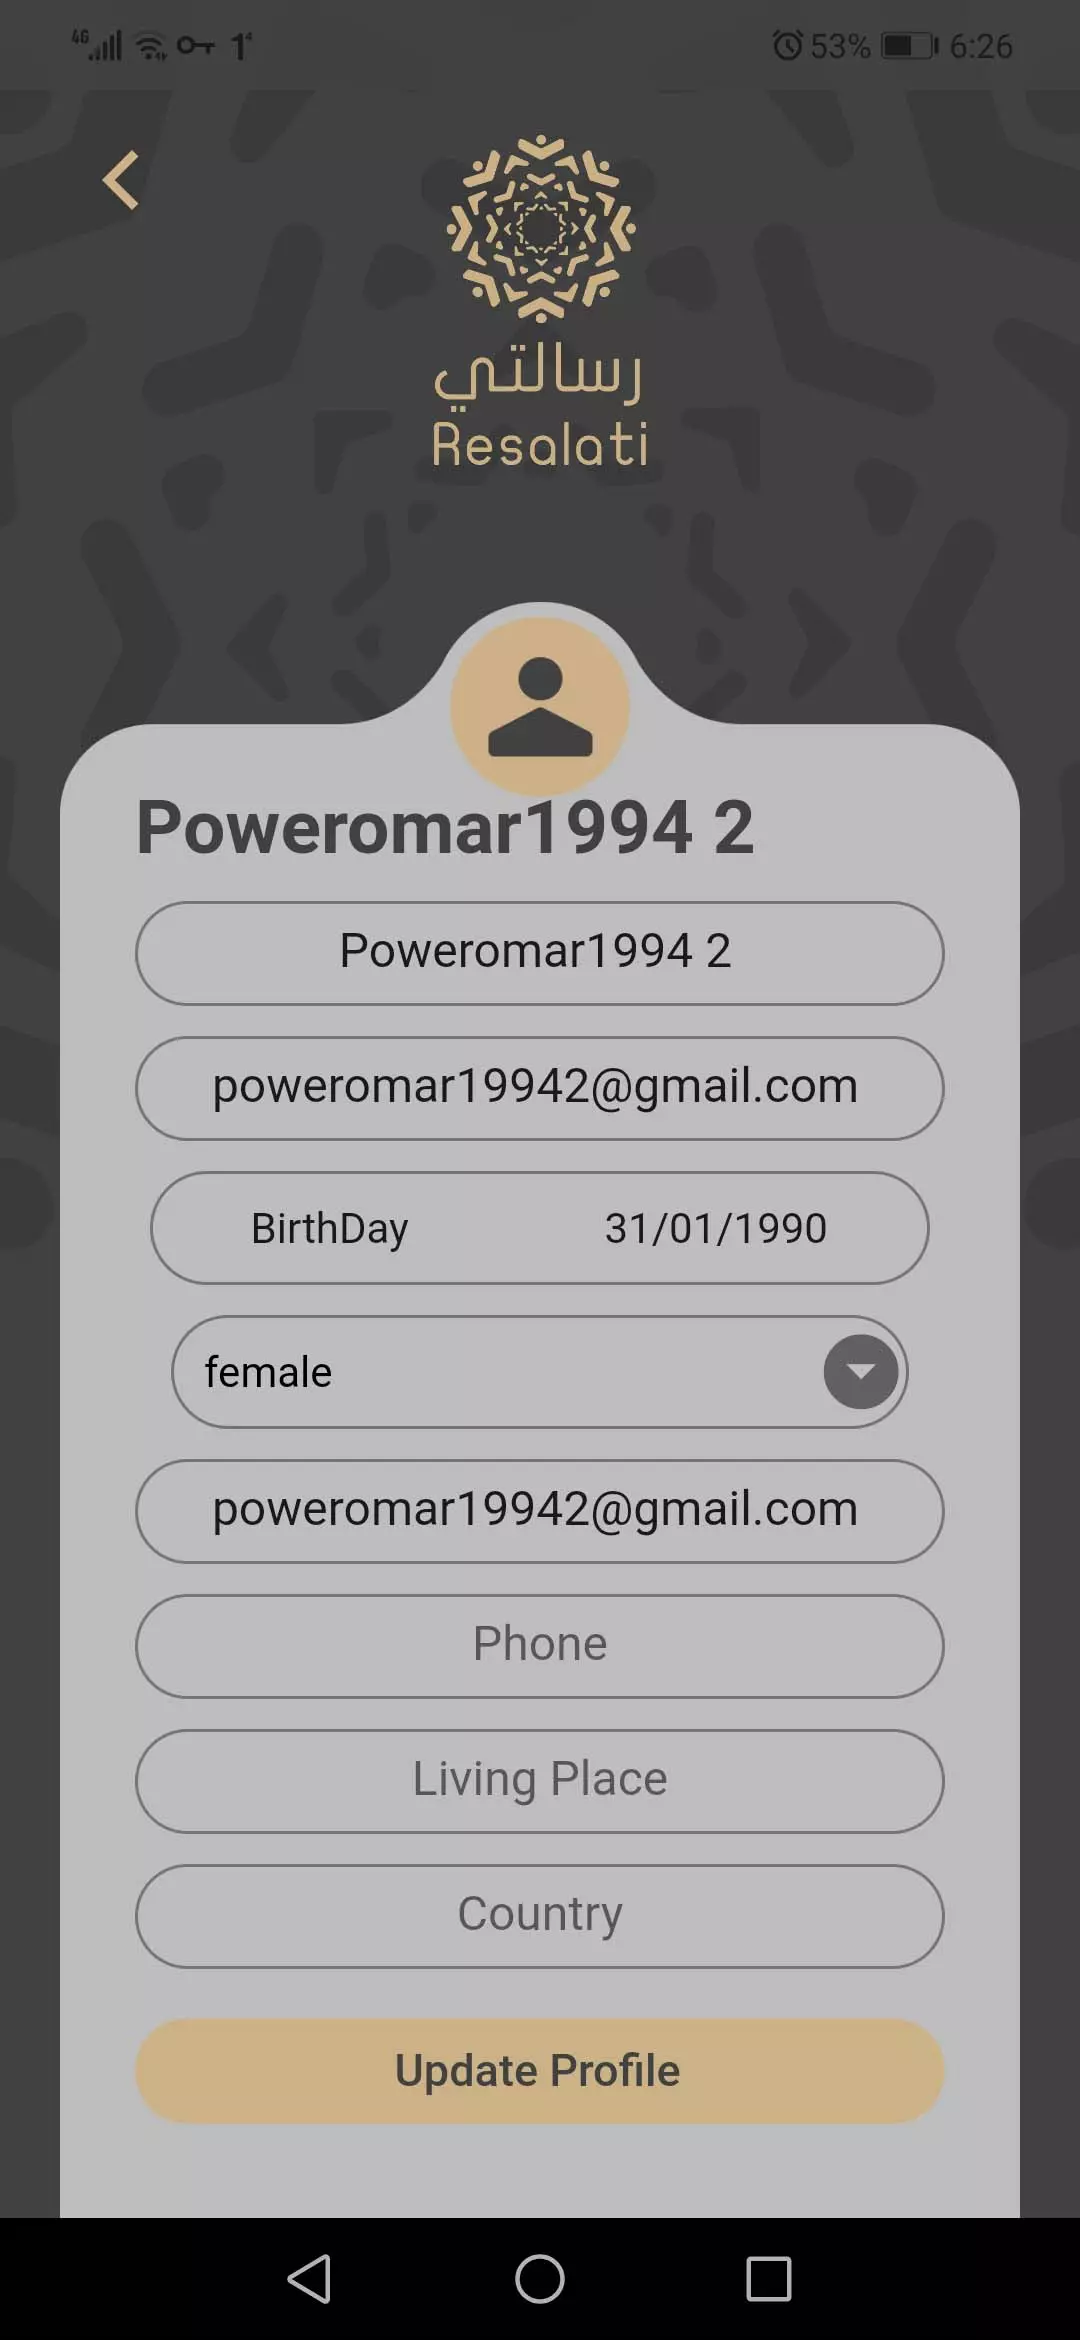 4G 1 4 53% 6:26
رسالتي
Resalati
Poweromar1994 2
Poweromar1994 2
poweromar19942@gmail.com
BirthDay 31/01/1990
female
poweromar19942@gmail.com
Phone
Living Place
Country
Update Profile